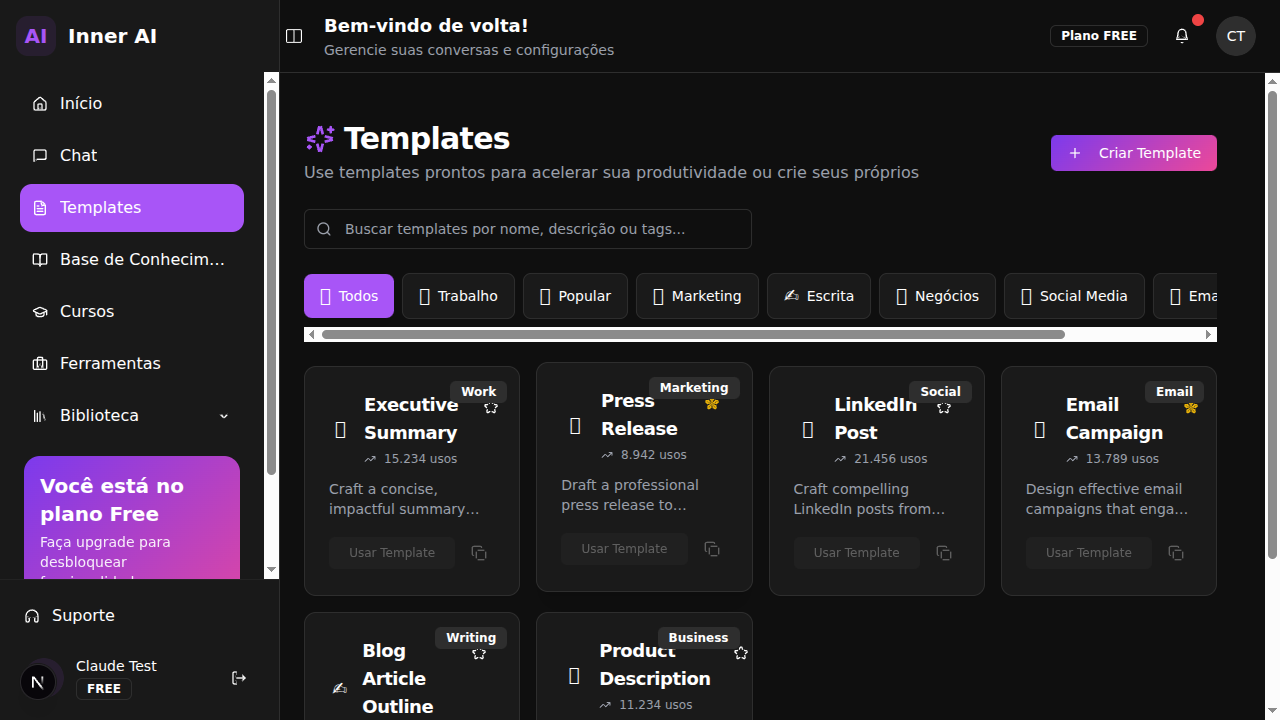 AI Inner AI
Bem-vindo de volta!
Gerencie suas conversas e configurações
Plano FREE
CT
Início
Chat
Templates
Base de Conhecim...
Cursos
Ferramentas
Biblioteca
Você está no
plano Free
Faça upgrade para
desbloquear
Suporte
Claude Test
FREE
N
Templates
Use templates prontos para acelerar sua produtividade ou crie seus próprios
Criar Template
Buscar templates por nome, descrição ou tags...
Todos
Trabalho
Popular
Marketing
Escrita
Negócios
Social Media
Ema
Work
Executive
Summary
15.234 usos
Craft a concise,
impactful summary...
Usar Template
Marketing
Press
Release
8.942 usos
Draft a professional
press release to...
Usar Template
Social
LinkedIn
Post
21.456 usos
Craft compelling
LinkedIn posts from...
Usar Template
Email
Email
Campaign
13.789 usos
Design effective email
campaigns that enga...
Usar Template
Writing
Blog
Article
Outline
Business
Product
Description
11.234 usos